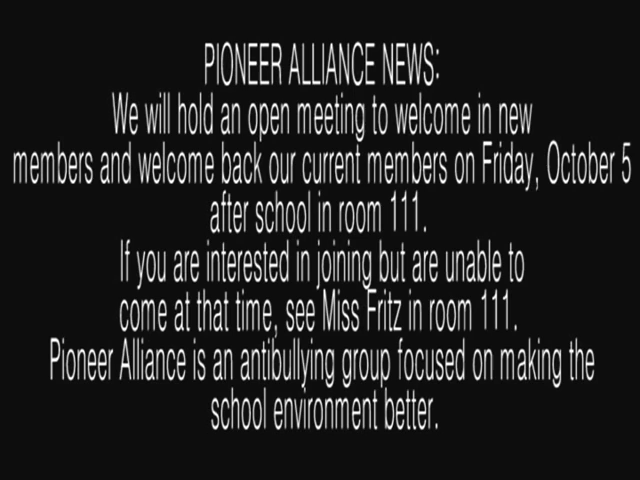 PIONEER ALLIANCE NEWS:
We will hold an open meeting to welcome in new
members and welcome back our current members on Friday, October 5
after school in room 111.
If you are interested in joining but are unable to
come at that time, see Miss Fritz in room 111.
Pioneer Alliance is an antibullying group focused on making the
school environment better.